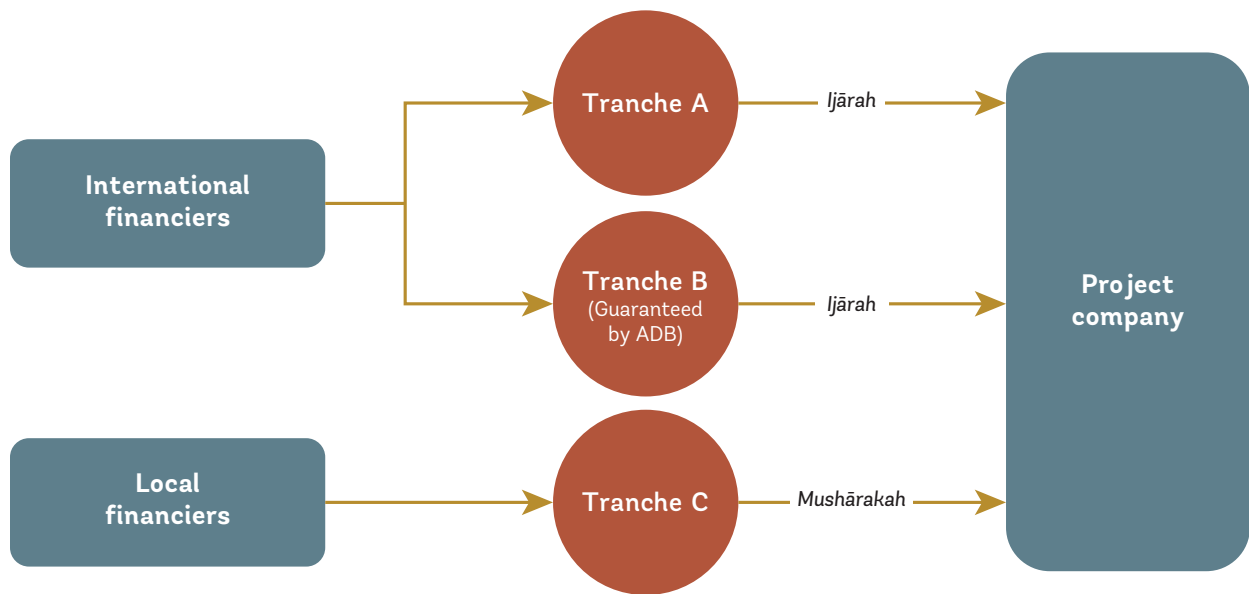 Tranche A
Ijārah
International
financiers
Tranche B
(Guaranteed
by ADB)
Ijārah
Project
company
Local
financiers
Tranche C
Mushārakah